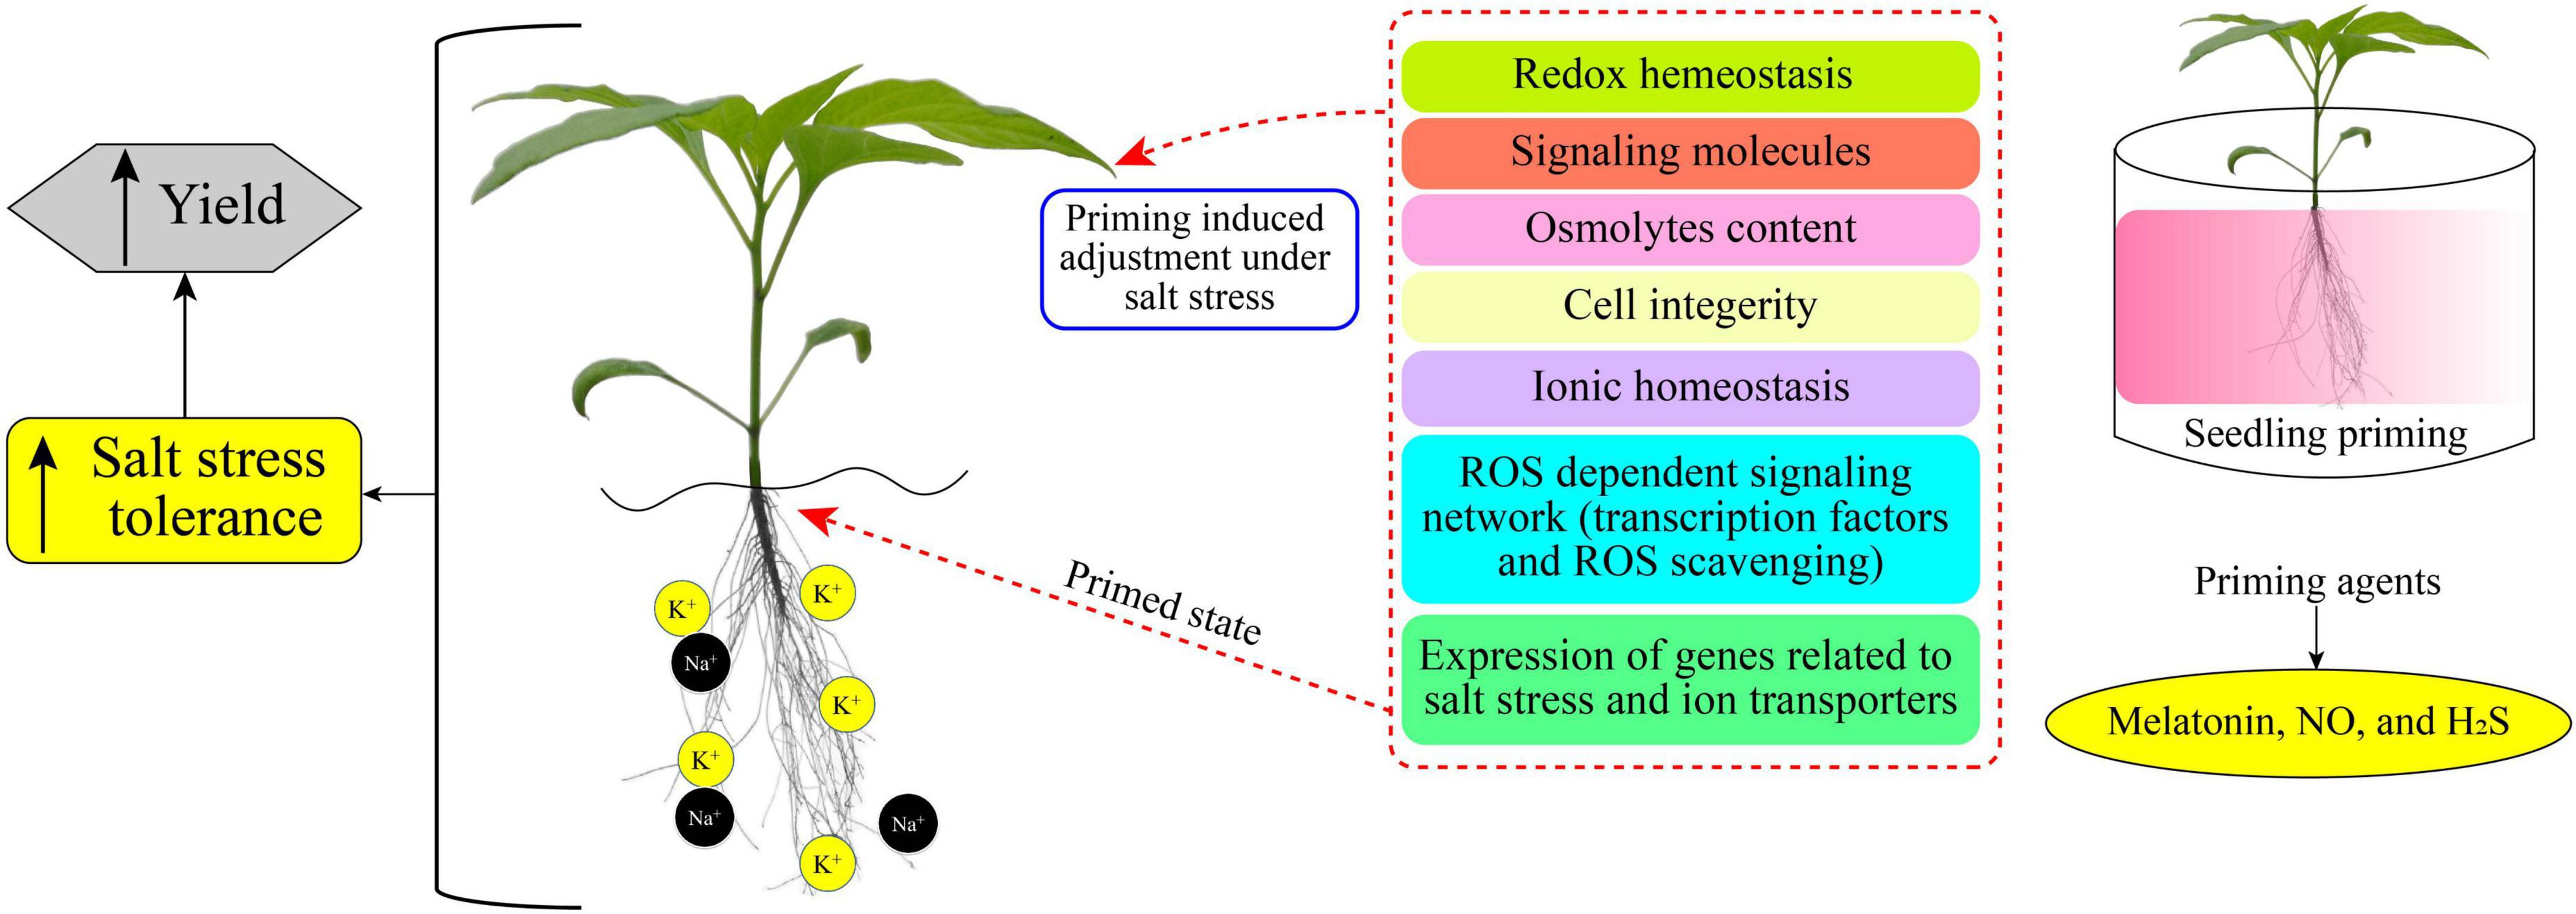 Yield
Salt stress
tolerance
K⁺
K⁺
Na⁺
K⁺
K⁺
Na⁺
Na⁺
K⁺
Priming induced
adjustment under
salt stress
Primed state
Redox hemeostasis
Signaling molecules
Osmolytes content
Cell integerity
Ionic homeostasis
ROS dependent signaling
network (transcription factors
and ROS scavenging)
Expression of genes related to
salt stress and ion transporters
Seedling priming
Priming agents
Melatonin, NO, and H₂S